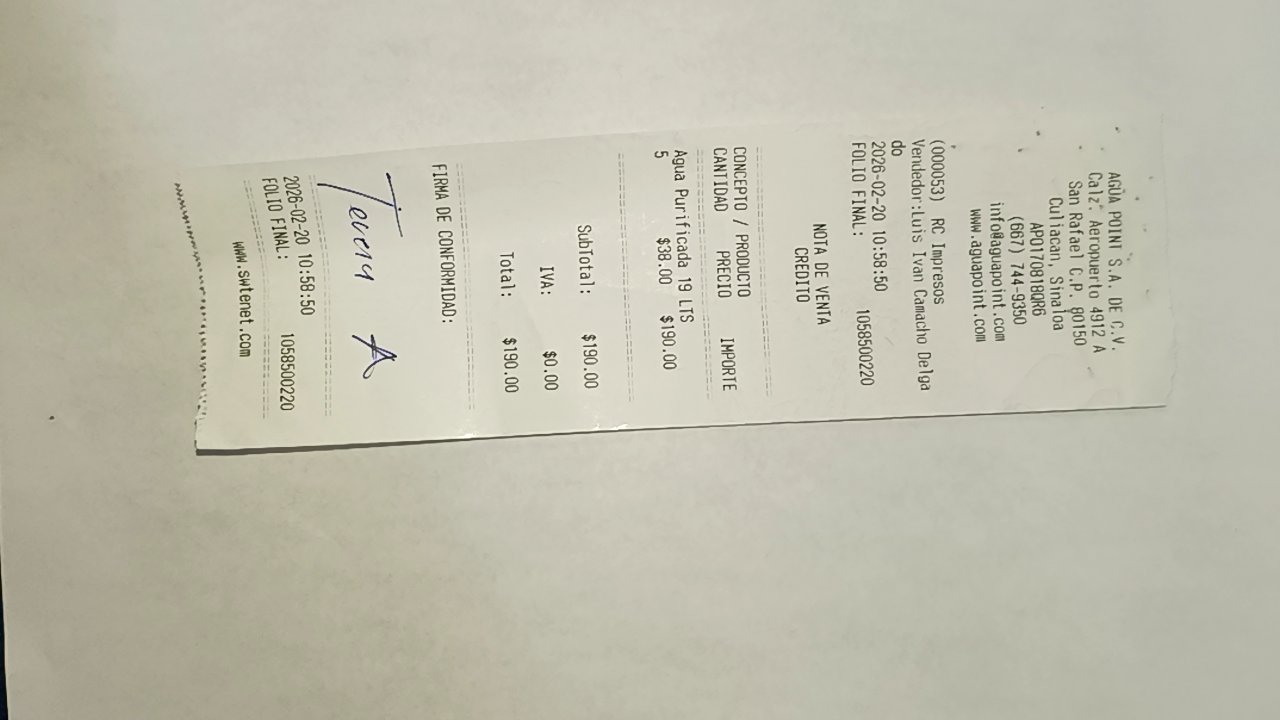 AGUA POINT S.A. DE C.V.
Calz. Aeropuerto 4912 A
San Rafael C.P. 80150
Culiacan, Sinaloa
APO170818QR6
(667) 744-9350
info@aguapoint.com
www.aguapoint.com
(000053) RC Impresos
Vendedor:Luis Ivan Camacho Delga
do
2026-02-20 10:58:50
FOLIO FINAL: 1058500220
NOTA DE VENTA
CREDITO
CONCEPTO / PRODUCTO
CANTIDAD PRECIO IMPORTE
Agua Purificada 19 LTS
5 $38.00 $190.00
SubTotal: $190.00
IVA: $0.00
Total: $190.00
FIRMA DE CONFORMIDAD:
A
2026-02-20 10:58:50
FOLIO FINAL: 1058500220
www.swtenet.com